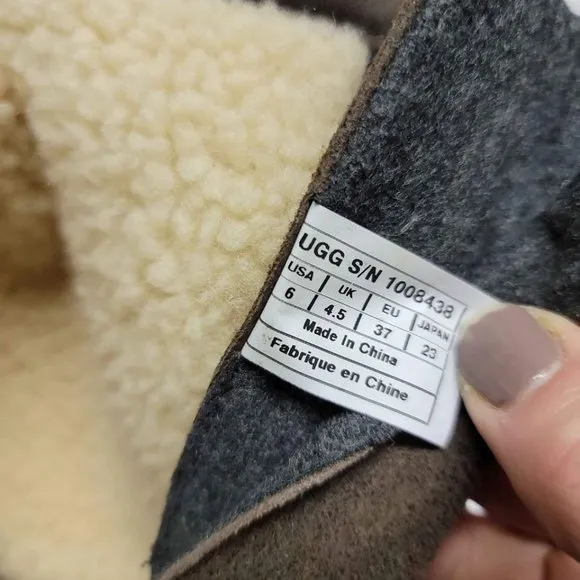 UGG S/N 1008438
USA UK EU JAPAN
6 4.5 37 23
Made In China
Fabrique en Chine